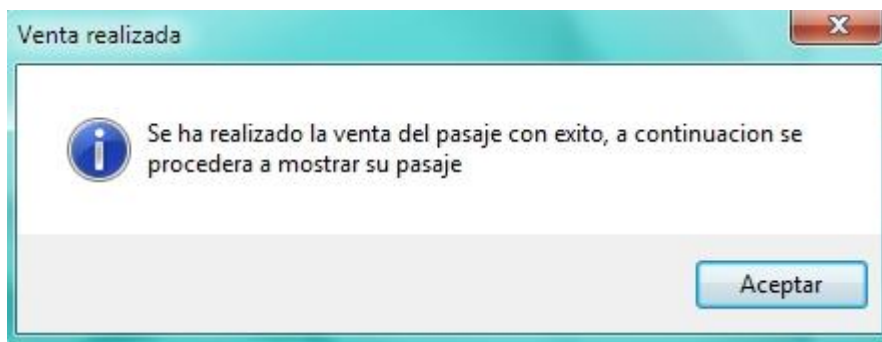 Venta realizada
Se ha realizado la venta del pasaje con exito, a continuacion se
procedera a mostrar su pasaje
Aceptar